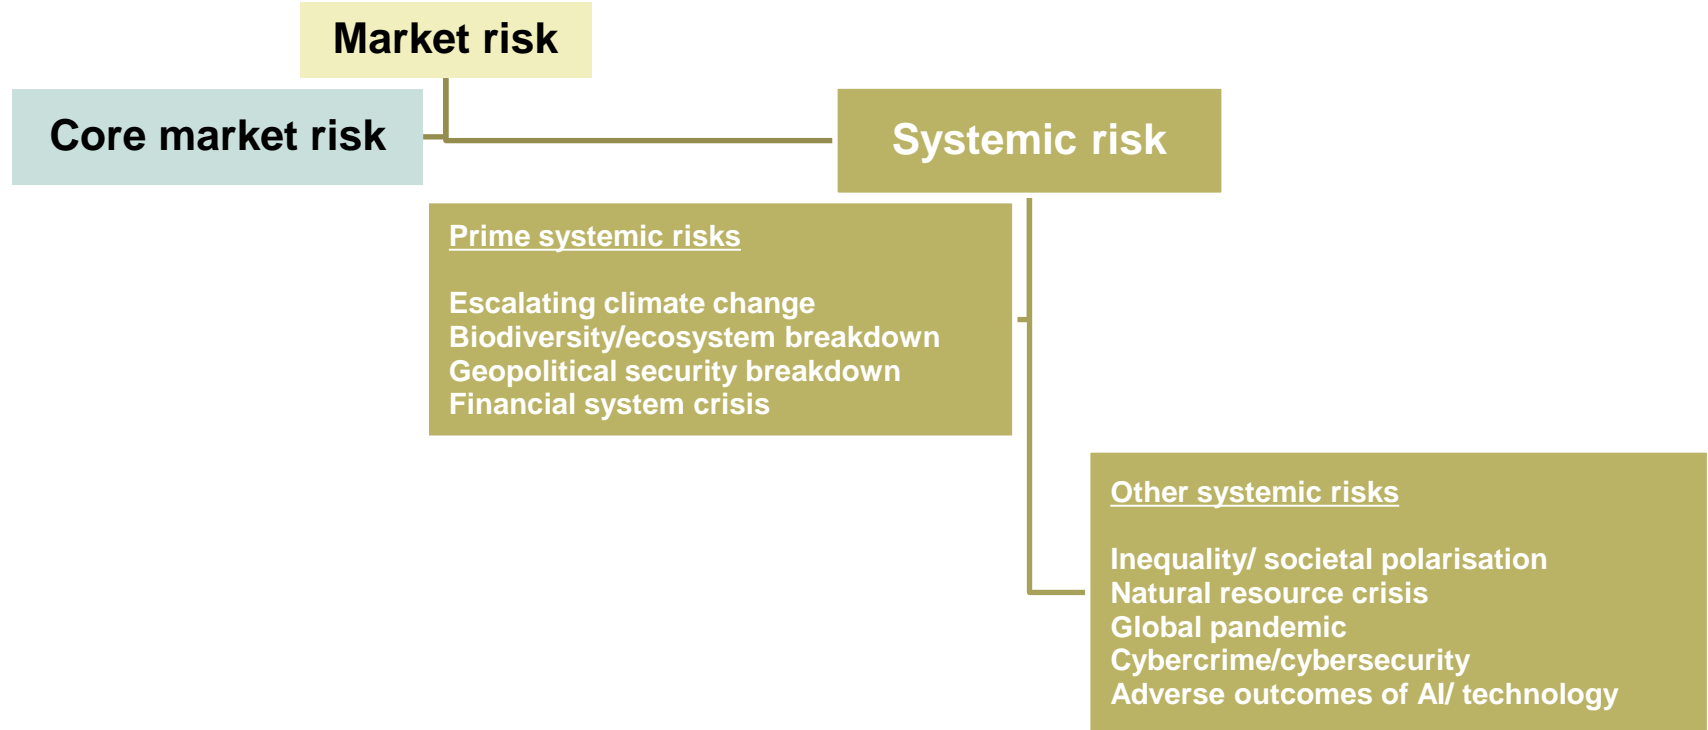 Market risk
Core market risk
Systemic risk
Prime systemic risks
Escalating climate change
Biodiversity/ecosystem breakdown
Geopolitical security breakdown
Financial system crisis
Other systemic risks
Inequality/ societal polarisation
Natural resource crisis
Global pandemic
Cybercrime/cybersecurity
Adverse outcomes of AI/ technology